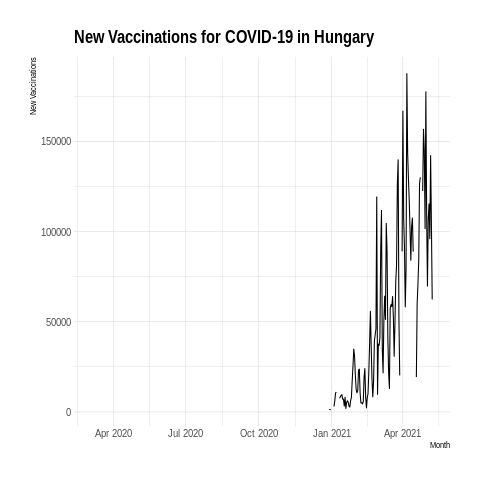 New Vaccinations for COVID-19 in Hungary
New Vaccinations
150000
100000
50000
0
Apr 2020 Jul 2020 Oct 2020 Jan 2021 Apr 2021
Month